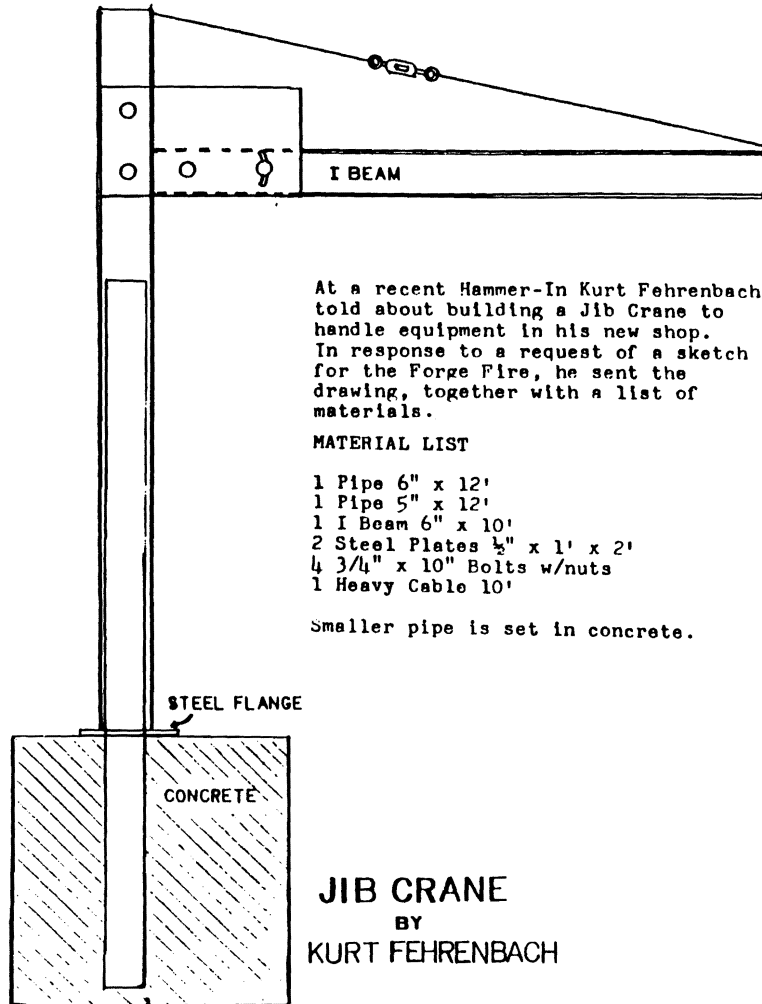 I BEAM
At a recent Hammer-In Kurt Fehrenbach
told about building a Jib Crane to
handle equipment in his new shop.
In response to a request of a sketch
for the Forge Fire, he sent the
drawing, together with a list of
materials.
MATERIAL LIST
1 Pipe 6" x 12'
1 Pipe 5" x 12'
1 I Beam 6" x 10'
2 Steel Plates ½" x 1' x 2'
4 3/4" x 10" Bolts w/nuts
1 Heavy Cable 10'
Smaller pipe is set in concrete.
STEEL FLANGE
CONCRETE
JIB CRANE
BY
KURT FEHRENBACH